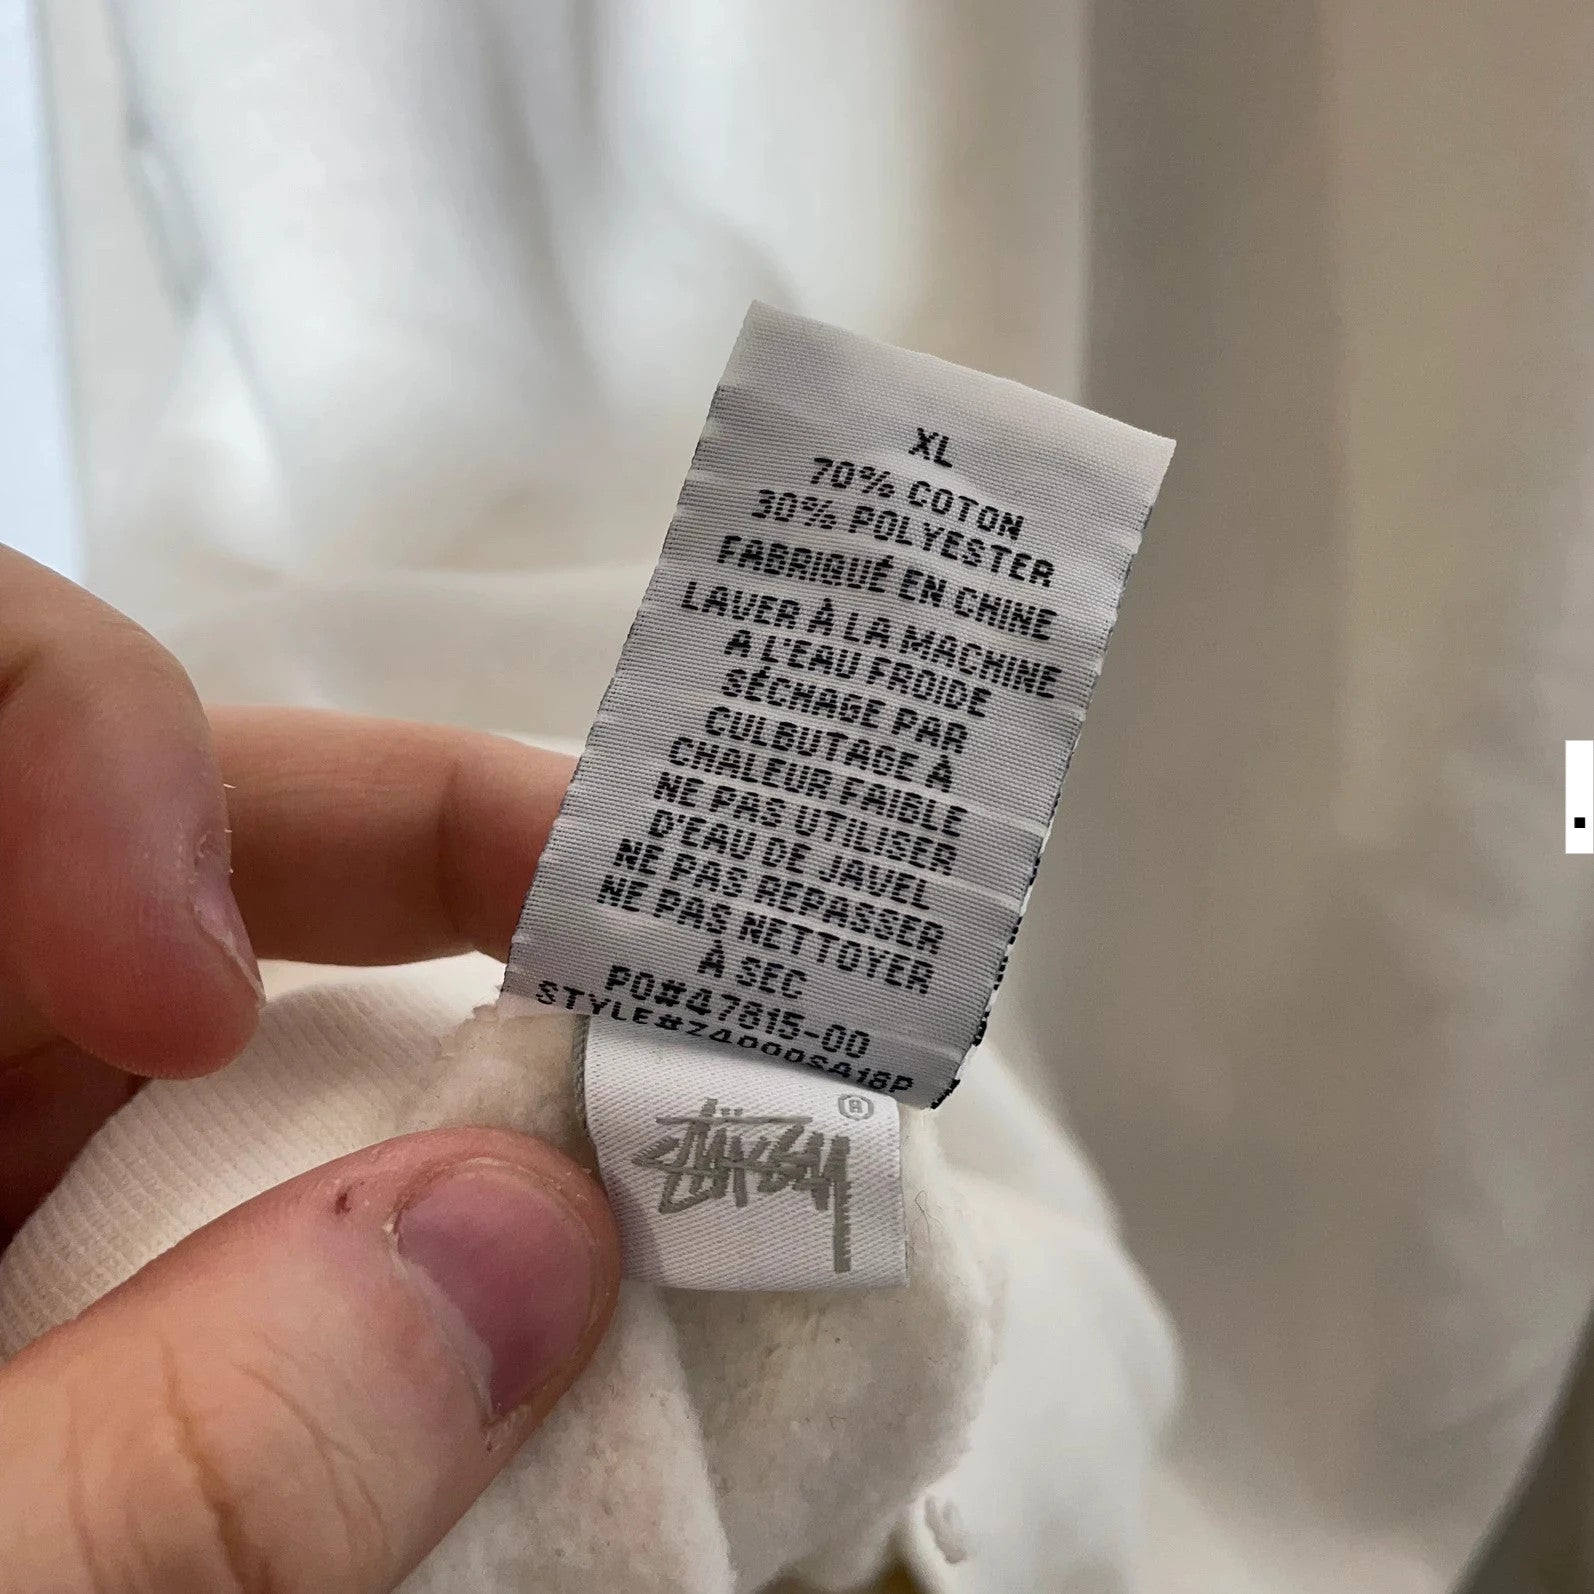 XL
70% COTON
30% POLYESTER
FABRIQUÉ EN CHINE
LAVER À LA MACHINE
A L'EAU FROIDE
SÉCHAGE PAR
CULBUTAGE À
CHALEUR FAIBLE
NE PAS UTILISER
D'EAU DE JAVEL
NE PAS REPASSER
NE PAS NETTOYER
À SEC
PO#47815-00
STYLE#
Stüssy ®
.